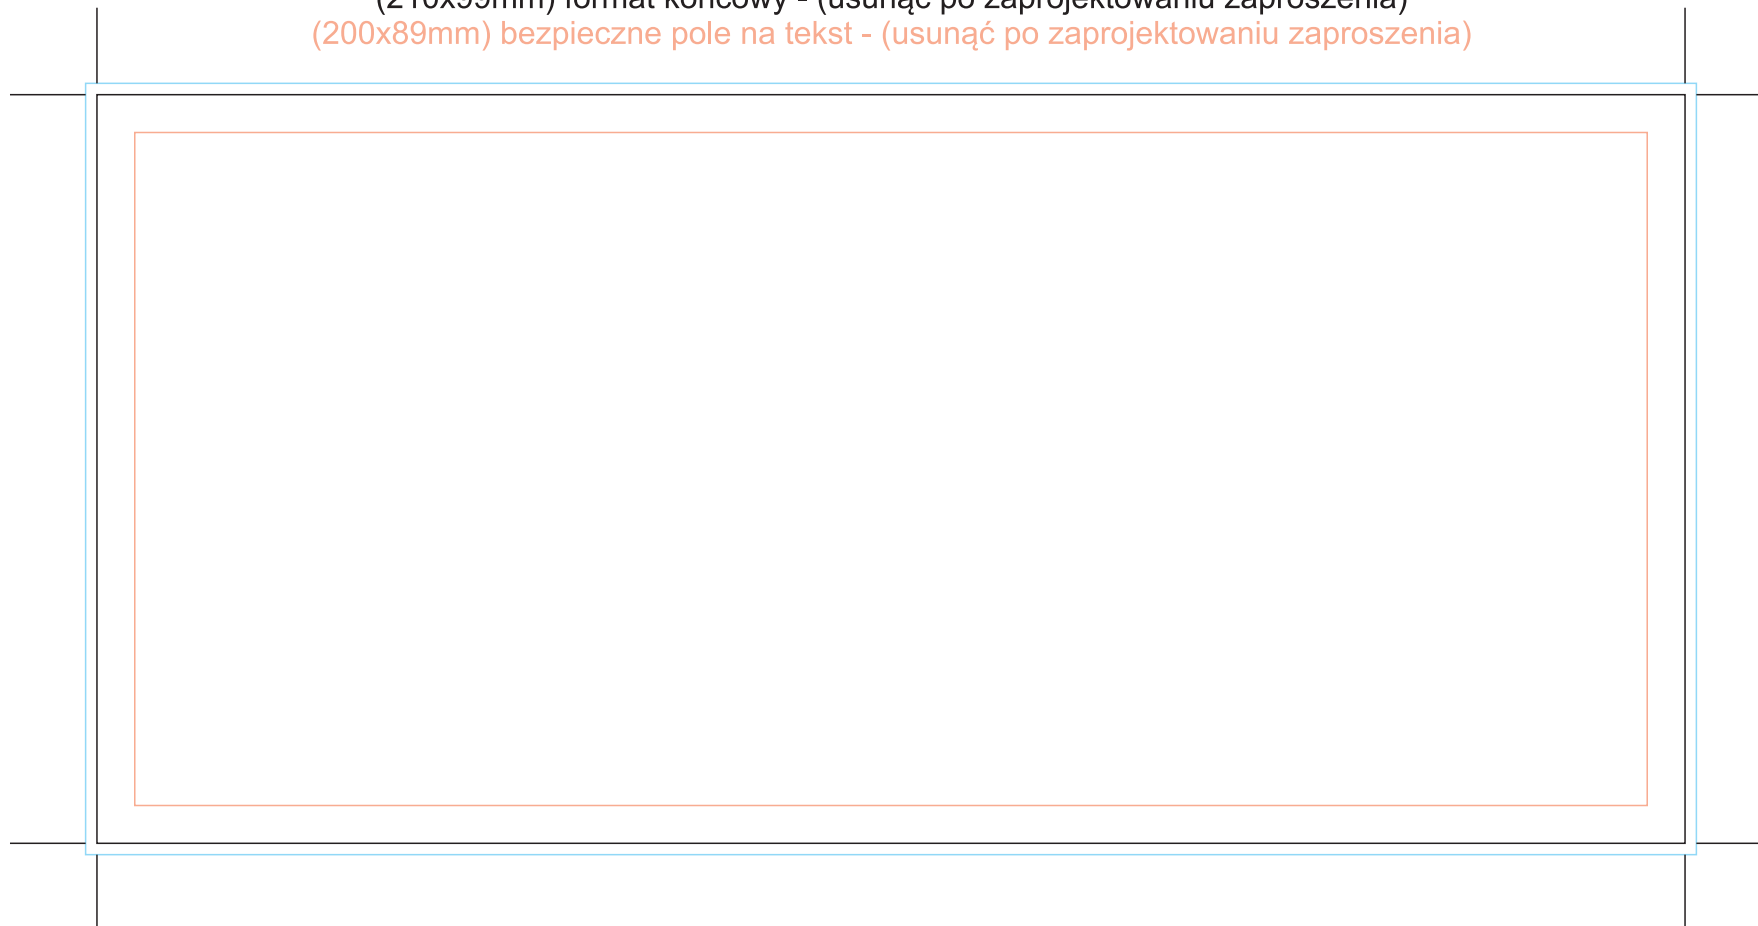 (210x99mm) format końcowy - (usunąć po zaprojektowaniu zaproszenia)
(200x89mm) bezpieczne pole na tekst - (usunąć po zaprojektowaniu zaproszenia)